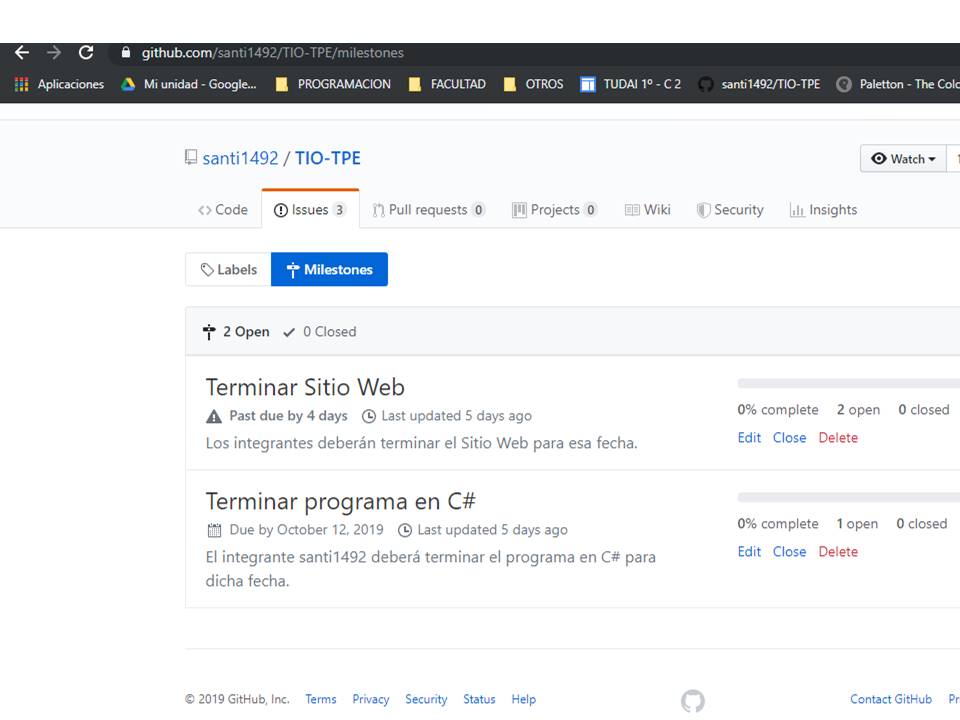 github.com/santi1492/TIO-TPE/milestones
Aplicaciones Mi unidad - Google... PROGRAMACION FACULTAD OTROS TUDAI 1º - C 2 santi1492/TIO-TPE Paletton - The Colo
santi1492 / TIO-TPE
Watch
Code Issues 3 Pull requests 0 Projects 0 Wiki Security Insights
Labels Milestones
2 Open 0 Closed
Terminar Sitio Web
Past due by 4 days Last updated 5 days ago
Los integrantes deberán terminar el Sitio Web para esa fecha.
0% complete 2 open 0 closed
Edit Close Delete
Terminar programa en C#
Due by October 12, 2019 Last updated 5 days ago
El integrante santi1492 deberá terminar el programa en C# para
dicha fecha.
0% complete 1 open 0 closed
Edit Close Delete
© 2019 GitHub, Inc. Terms Privacy Security Status Help Contact GitHub Pr